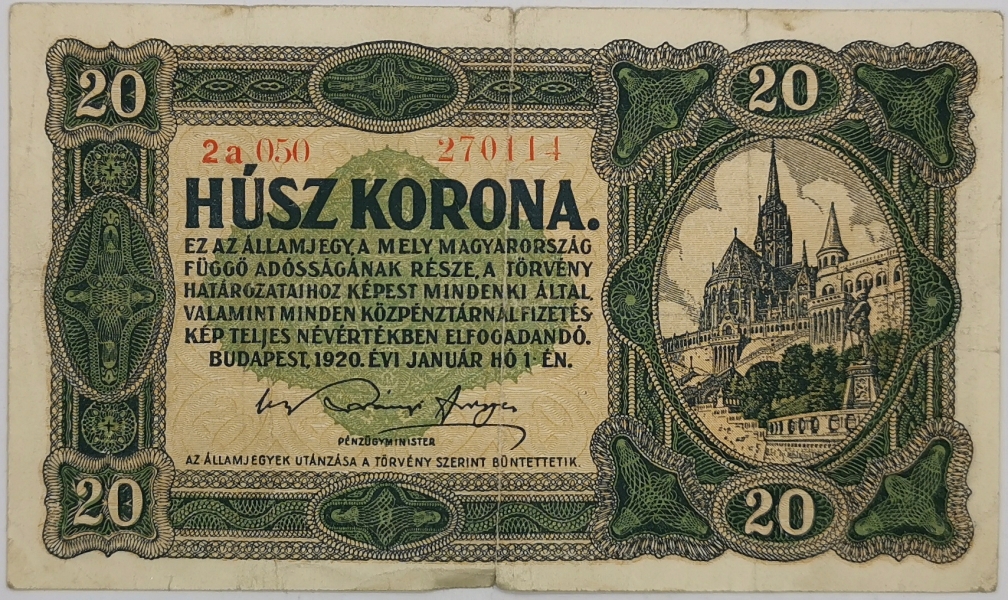 20
20
2a 050
270114
HÚSZ KORONA.
EZ AZ ÁLLAMJEGY, A MELY MAGYARORSZÁG
FÜGGŐ ADÓSSÁGÁNAK RÉSZE, A TÖRVÉNY
HATÁROZATAIHOZ KÉPEST MINDENKI ÁLTAL,
VALAMINT MINDEN KÖZPÉNZTÁRNÁL FIZETÉS-
KÉP TELJES NÉVÉRTÉKBEN ELFOGADANDÓ.
BUDAPEST, 1920. ÉVI JANUÁR HÓ 1-ÉN.
PÉNZÜGYMINISTER
AZ ÁLLAMJEGYEK UTÁNZÁSA A TÖRVÉNY SZERINT BÜNTETTETIK.
20
20